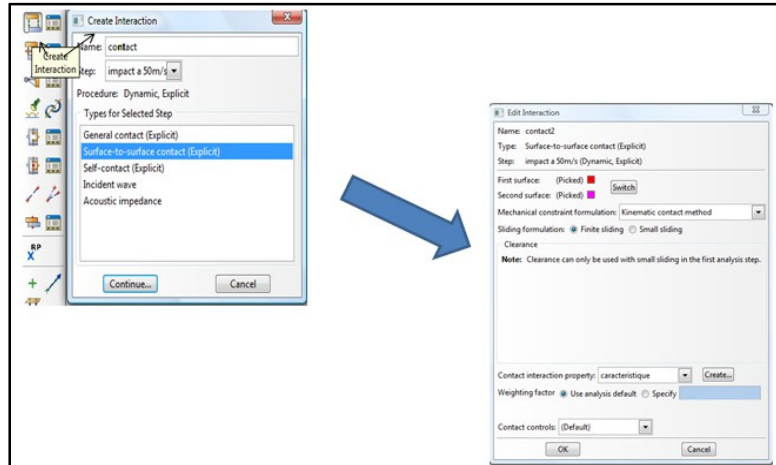 Create Interaction
Name: contact
Create
Interaction
Step: impact a 50m/s
Procedure: Dynamic, Explicit
Types for Selected Step
General contact (Explicit)
Surface-to-surface contact (Explicit)
Self-contact (Explicit)
Incident wave
Acoustic impedance
RP
Continue...
Cancel
Edit Interaction
Name: contact2
Type: Surface-to-surface contact (Explicit)
Step: impact a 50m/s (Dynamic, Explicit)
First surface: (Picked)
Switch
Second surface: (Picked)
Mechanical constraint formulation: Kinematic contact method
Sliding formulation: Finite sliding Small sliding
Clearance
Note: Clearance can only be used with small sliding in the first analysis step.
Contact interaction property: caracteristique Create...
Weighting factor Use analysis default Specify
Contact controls: (Default)
OK Cancel